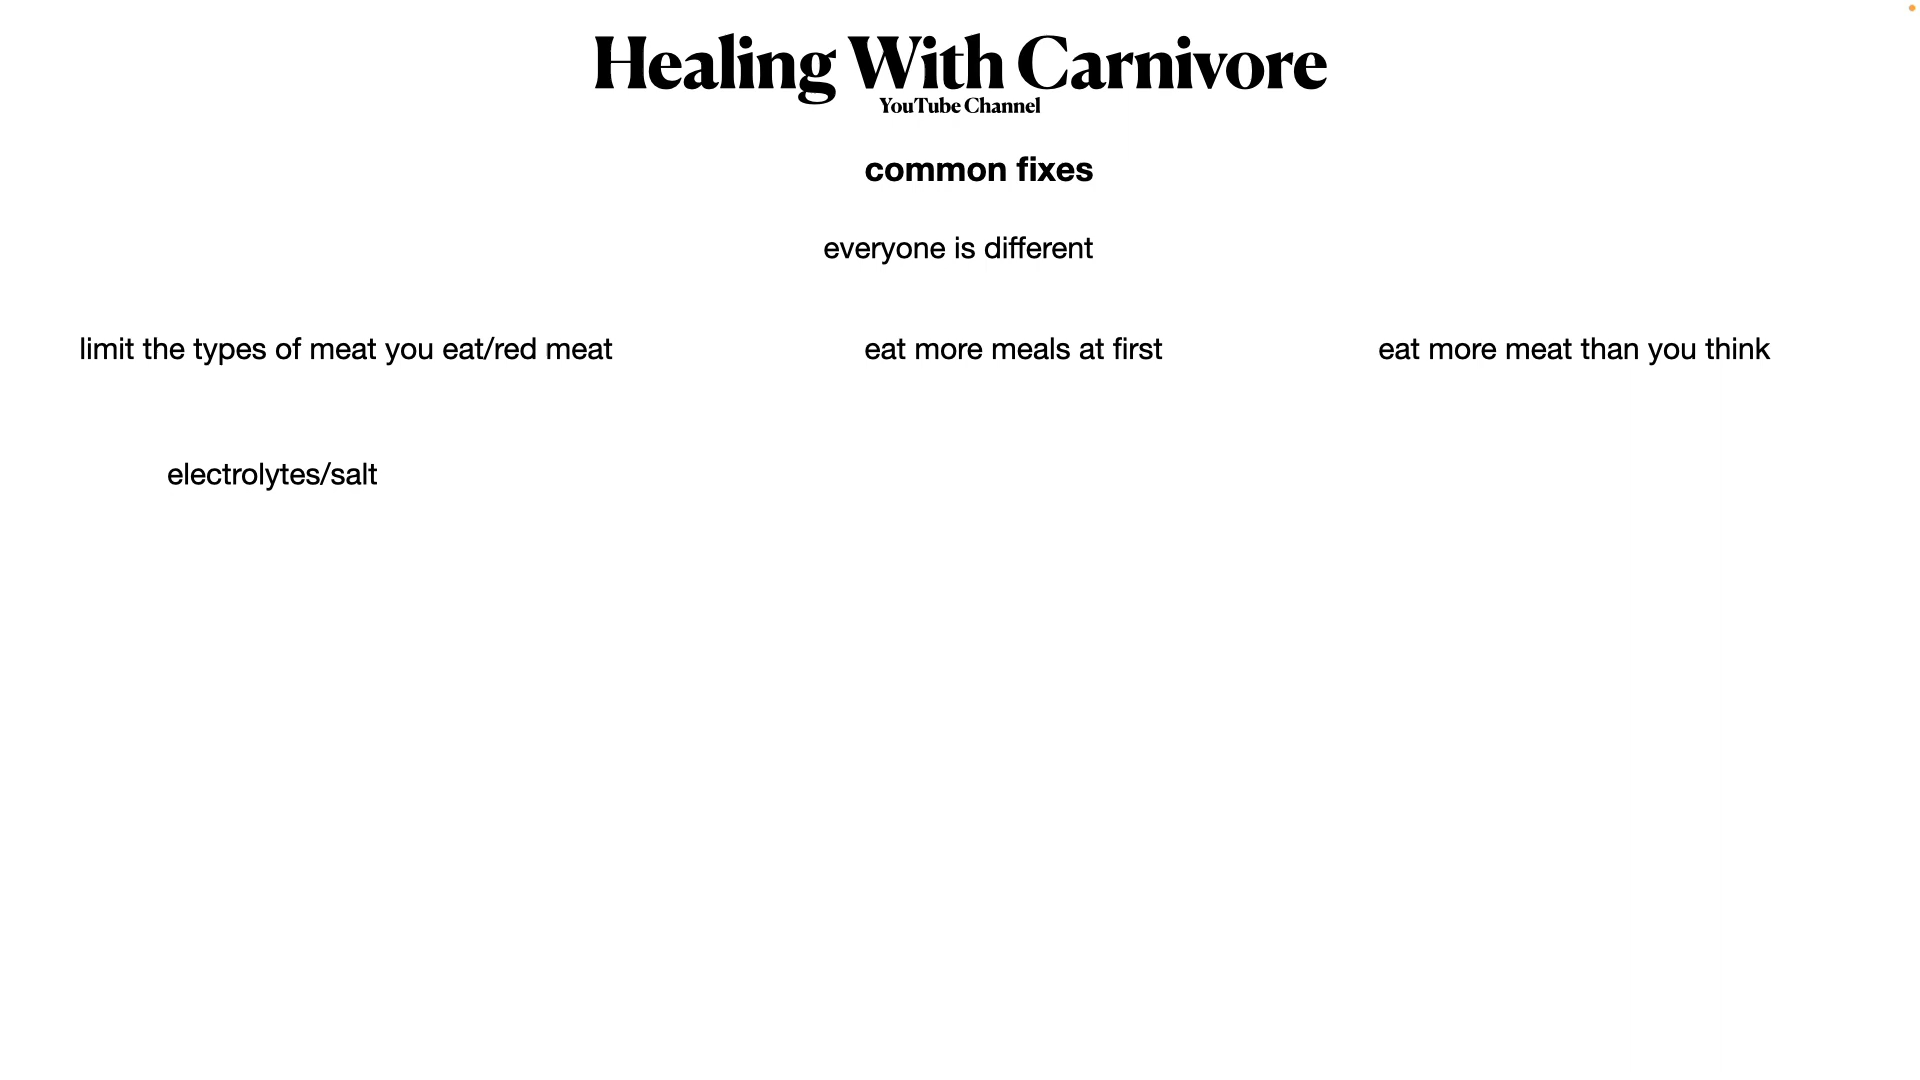 Healing With Carnivore
YouTube Channel
common fixes
everyone is different
limit the types of meat you eat/red meat
eat more meals at first
eat more meat than you think
electrolytes/salt